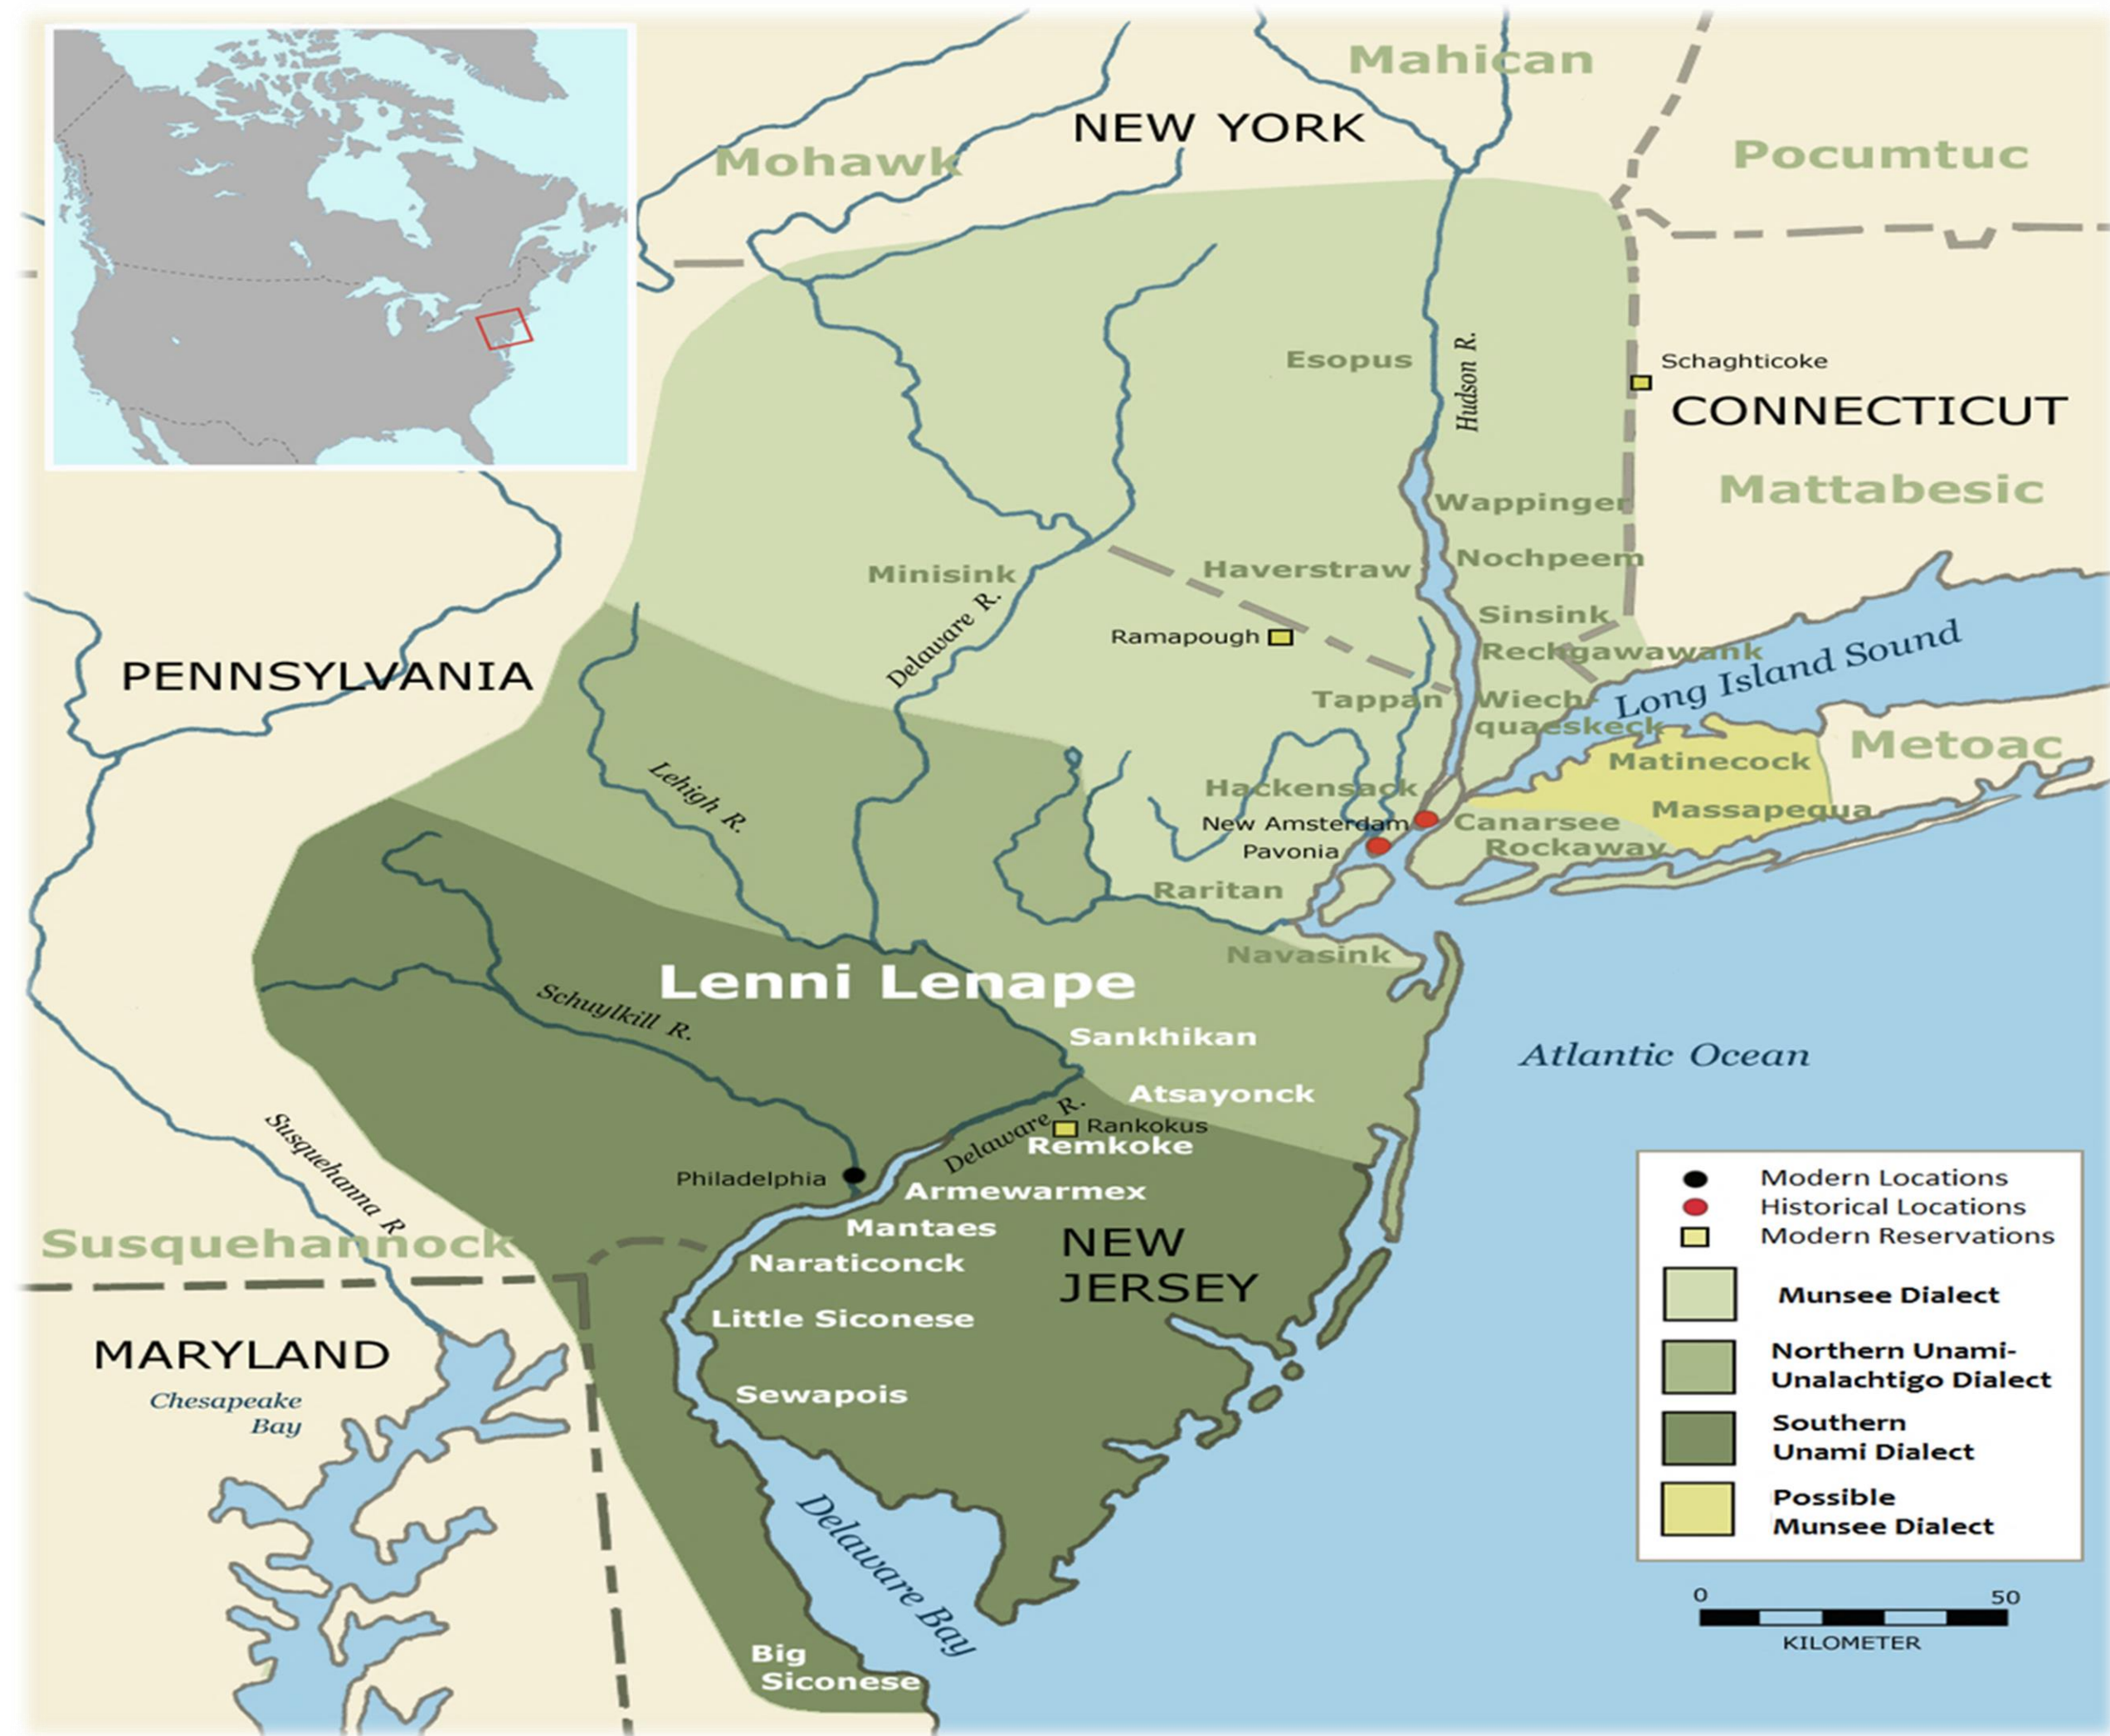 Mahican
NEW YORK
Mohawk
Pocumtuc
Esopus
Hudson R.
Schaghticoke
CONNECTICUT
Mattabesic
Wappinger
Nochpeem
Haverstraw
Minisink
Delaware R.
Sinsink
Ramapough
Rechgawawank
Long Island Sound
PENNSYLVANIA
Tappan
Wiech-
quaeskeck
Metoac
Matinecock
Lehigh R.
Hackensack
Massapequa
New Amsterdam
Canarsee
Pavonia
Rockaway
Raritan
Navasink
Lenni Lenape
Schuylkill R.
Sankhikan
Atlantic Ocean
Atsayonck
Delaware R.
Rankokus
Remkoke
Susquehanna R.
Philadelphia
Armewarmex
Mantaes
Susquehannock
NEW
JERSEY
Naraticonck
Little Siconese
MARYLAND
Chesapeake
Bay
Sewapois
Delaware Bay
Big
Siconese
Modern Locations
Historical Locations
Modern Reservations
Munsee Dialect
Northern Unami-
Unalachtigo Dialect
Southern
Unami Dialect
Possible
Munsee Dialect
0 50
KILOMETER